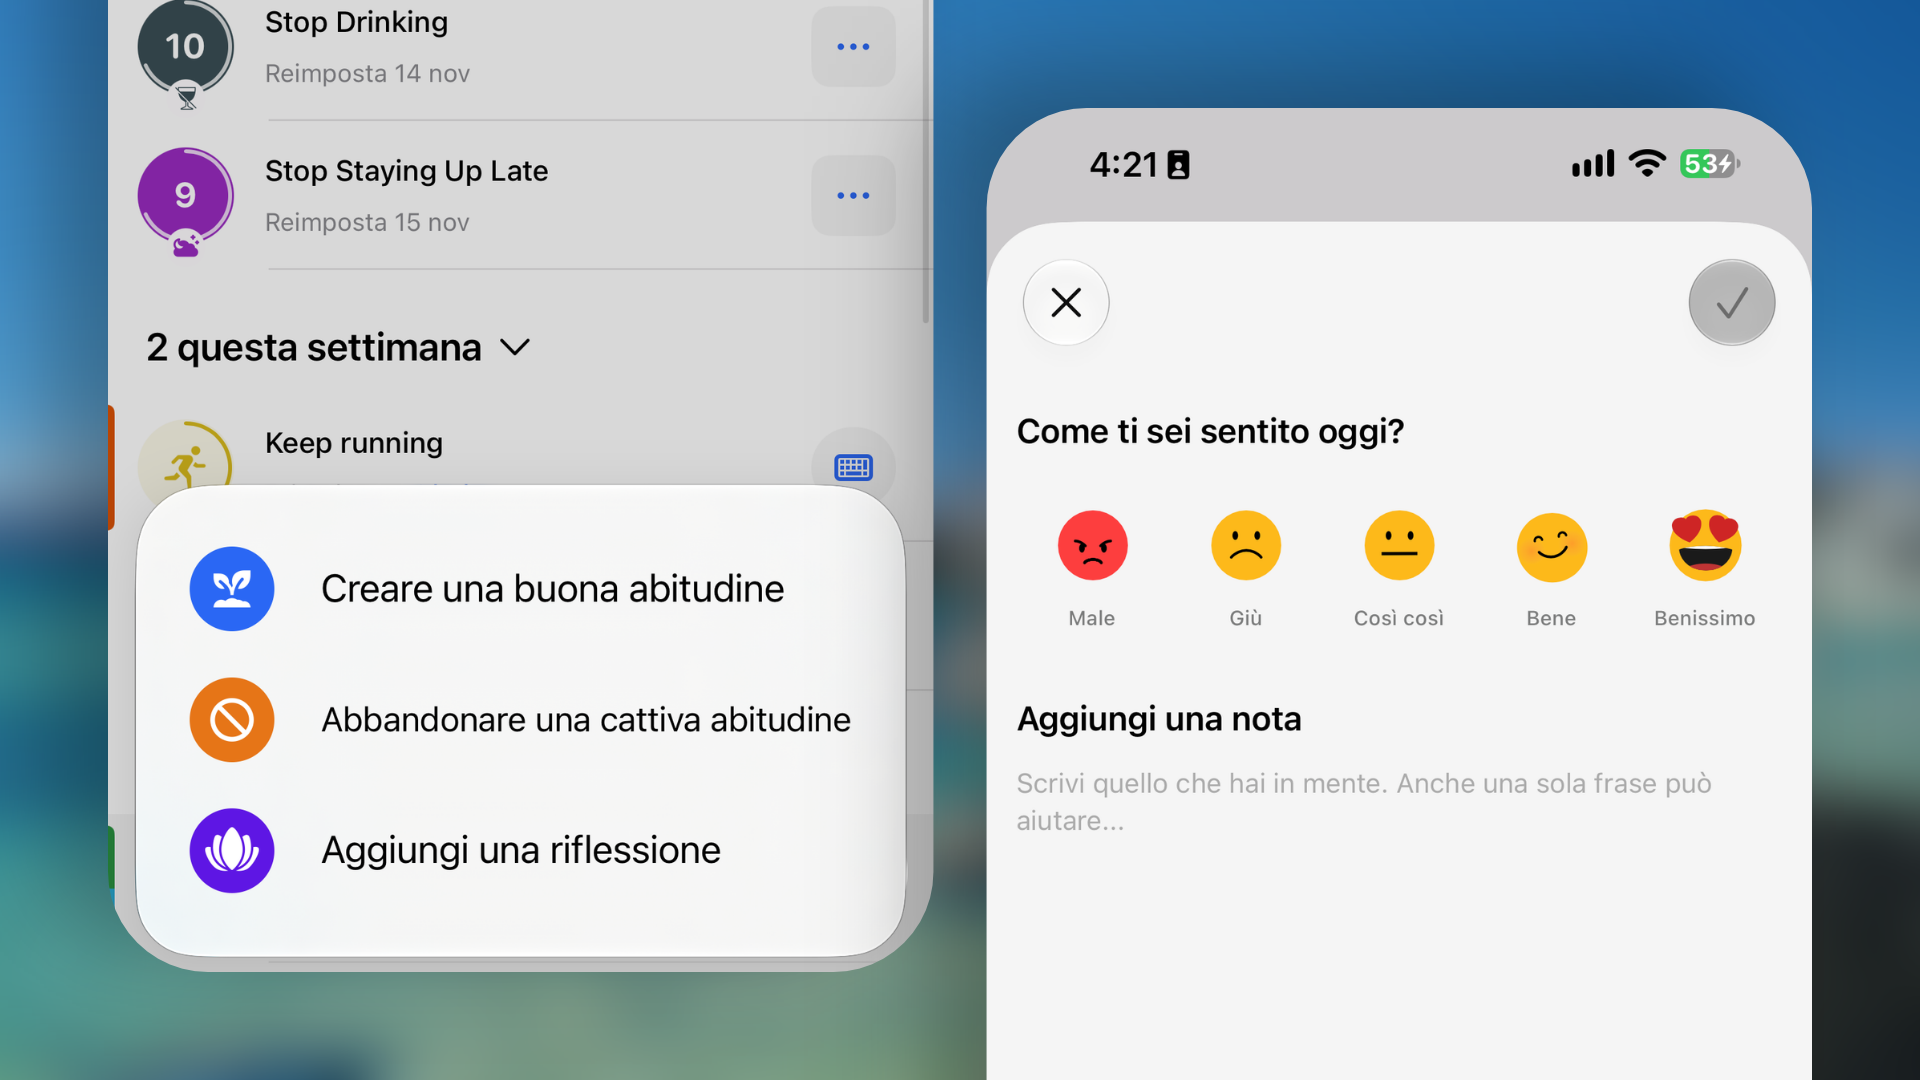 10
Stop Drinking
Reimposta 14 nov
9
Stop Staying Up Late
Reimposta 15 nov
2 questa settimana
Keep running
Creare una buona abitudine
Abbandonare una cattiva abitudine
Aggiungi una riflessione
4:21
53
Come ti sei sentito oggi?
Male
Giù
Così così
Bene
Benissimo
Aggiungi una nota
Scrivi quello che hai in mente. Anche una sola frase può
aiutare...